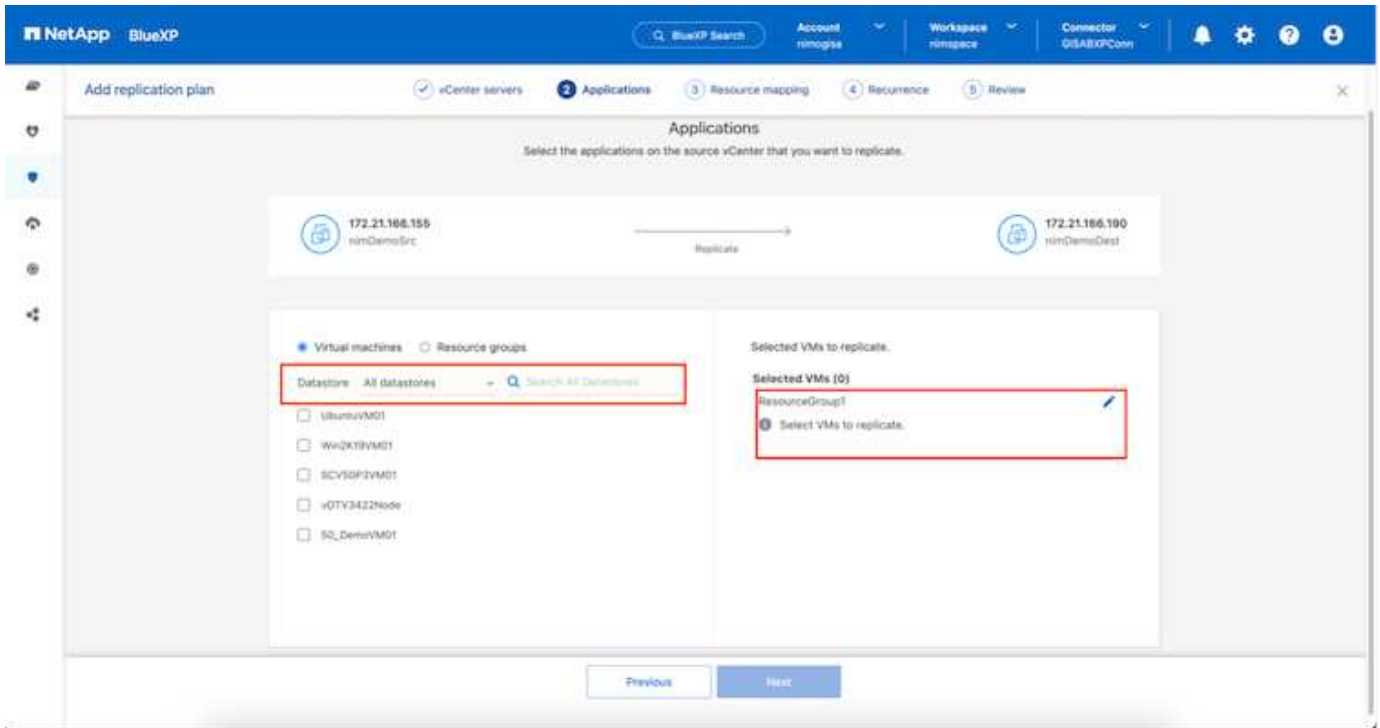 NetApp BlueXP
BlueXP Search
Account
nimogisa
Workspace
nimspace
Connector
GISABXPConn
Add replication plan
vCenter servers
2 Applications
3 Resource mapping
4 Recurrence
5 Review
Applications
Select the applications on the source vCenter that you want to replicate.
172.21.166.155
nimDemoSrc
Replicate
172.21.166.190
nimDemoDest
Virtual machines
Resource groups
Datastore All datastores
Search All Datastores
UbuntuVM01
Win2K19VM01
vOTV3422Node
S0_DemoVM01
Selected VMs to replicate.
Selected VMs (0)
ResourceGroup1
Select VMs to replicate.
Previous
Next